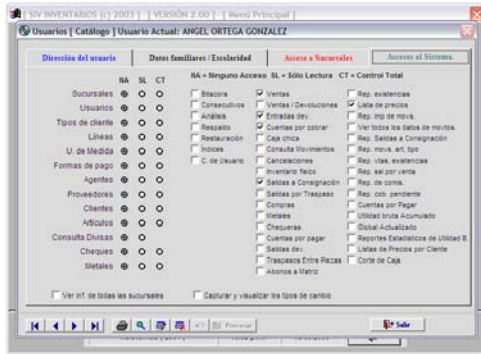 [ SIV INVENTARIOS (c) 2003 ] [ VERSIÓN 2.00 ] [ Menú Principal ]
Usuarios [ Catálogo ] Usuario Actual: ANGEL ORTEGA GONZALEZ
Dirección del usuario
Datos familiares / Escolaridad
Acceso a Sucursales
Accesos al Sistema.
NA SL CT
NA = Ninguno Acceso SL = Sólo Lectura CT = Control Total
Sucursales
Usuarios
Tipos de cliente
Líneas
U. de Medida
Formas de pago
Agentes
Proveedores
Clientes
Artículos
Consulta Divisas
Cheques
Metales
Bitacora
Consecutivos
Análisis
Respaldo
Restauración
Indices
C. de Usuario
Ventas
Ventas / Devoluciones
Entradas dev.
Cuentas por cobrar
Caja chica
Consulta Movimientos
Cancelaciones
Inventario físico
Salidas a Consignación
Salidas por Traspaso
Compras
Metales
Chequeras
Cuentas por pagar
Salidas dev.
Traspasos Entre Piezas
Abonos a Matriz
Rep. existencias
Lista de precios
Rep. imp de movs.
Ver todos los datos de movtos.
Rep. Salidas a Consignación
Rep. movs. art. tipo
Rep. vtas. existencias
Rep. sal por venta
Rep. de comis.
Rep. cob. pendiente
Cuentas por Pagar
Utilidad bruta Acumulado
Global Actualizado
Reportes Estadísticos de Utilidad B.
Listas de Precios por Cliente
Corte de Caja
Ver inf. de todas las sucursales
Capturar y visualizar los tipos de cambio
Procesar
Salir